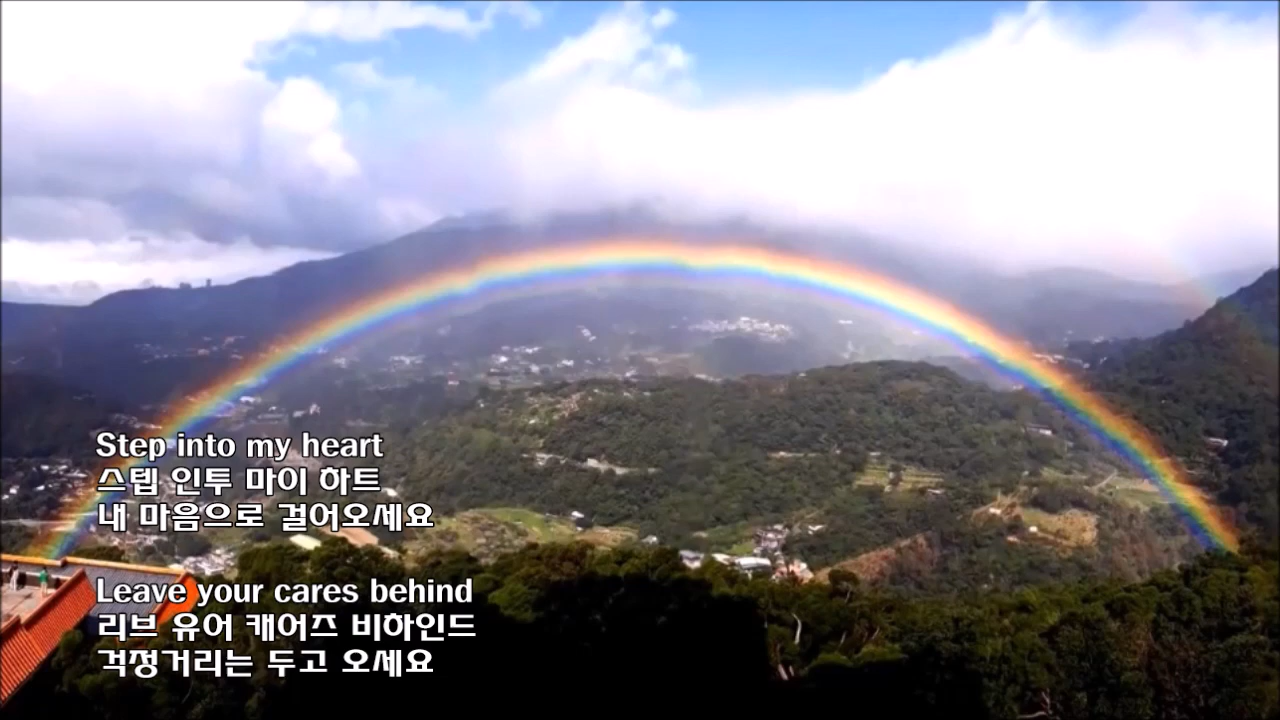 Step into my heart
스텝 인투 마이 하트
내 마음으로 걸어오세요
Leave your cares behind
리브 유어 캐어즈 비하인드
걱정거리는 두고 오세요